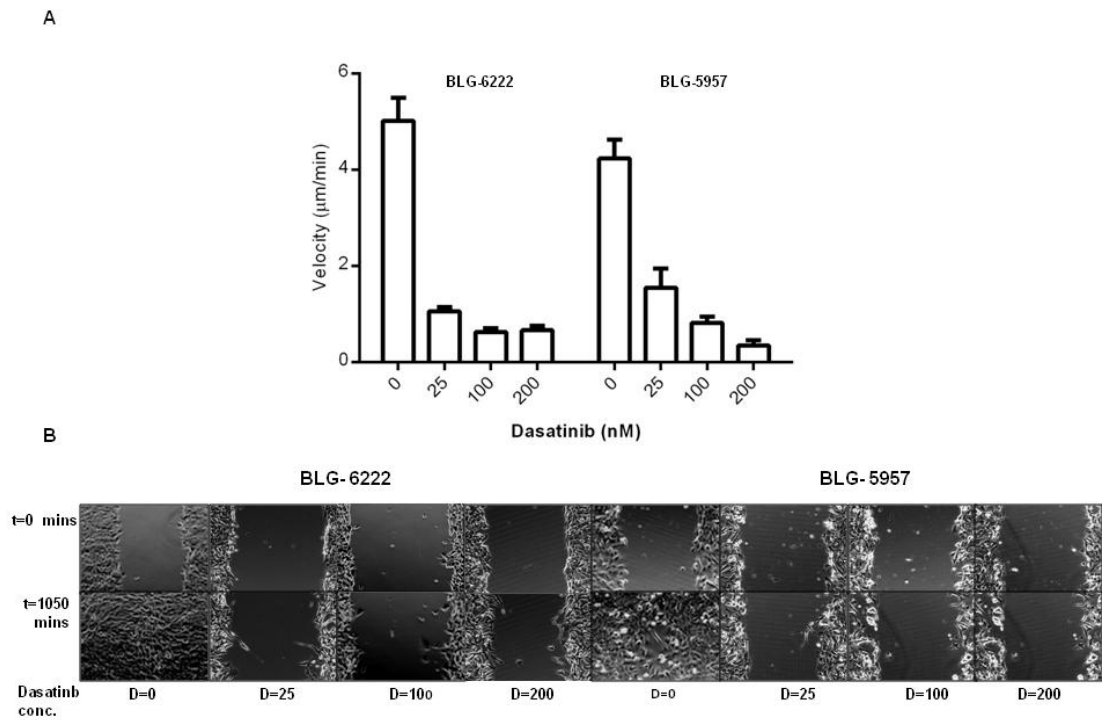 A
BLG-6222 BLG-5957
Velocity (µm/min)
6
4
2
0
0 25 100 200 0 25 100 200
Dasatinib (nM)
B
BLG- 6222 BLG- 5957
t=0 mins
t=1050
mins
Dasatinb D=0 D=25 D=100 D=200 D=0 D=25 D=100 D=200
conc.